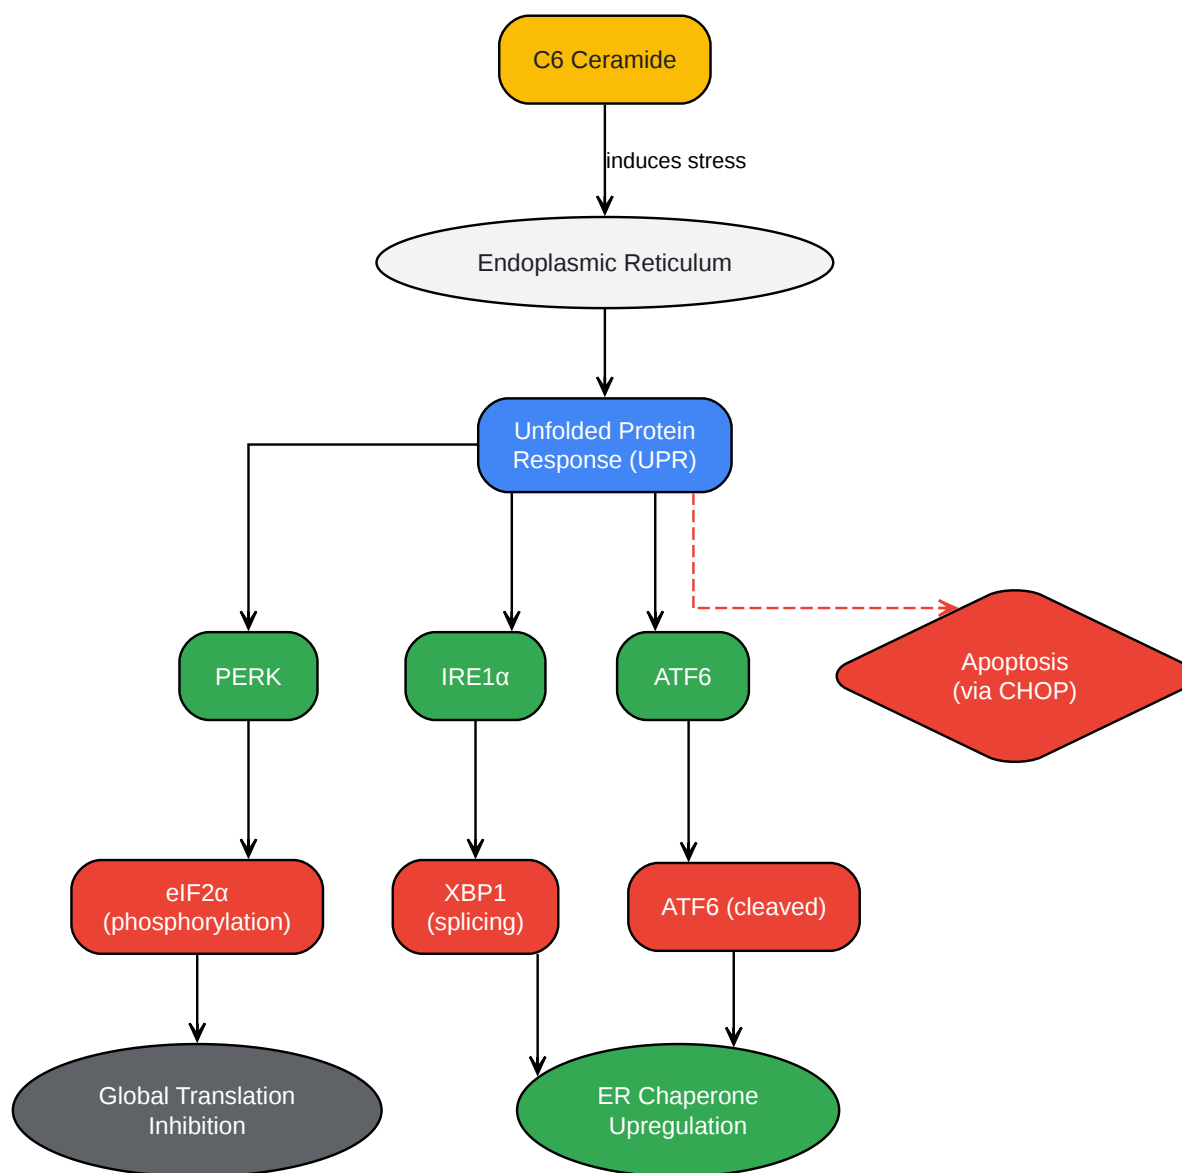 C6 Ceramide
induces stress
Endoplasmic Reticulum
Unfolded Protein
Response (UPR)
PERK
IRE1α
ATF6
Apoptosis
(via CHOP)
eIF2α
(phosphorylation)
XBP1
(splicing)
ATF6 (cleaved)
Global Translation
Inhibition
ER Chaperone
Upregulation